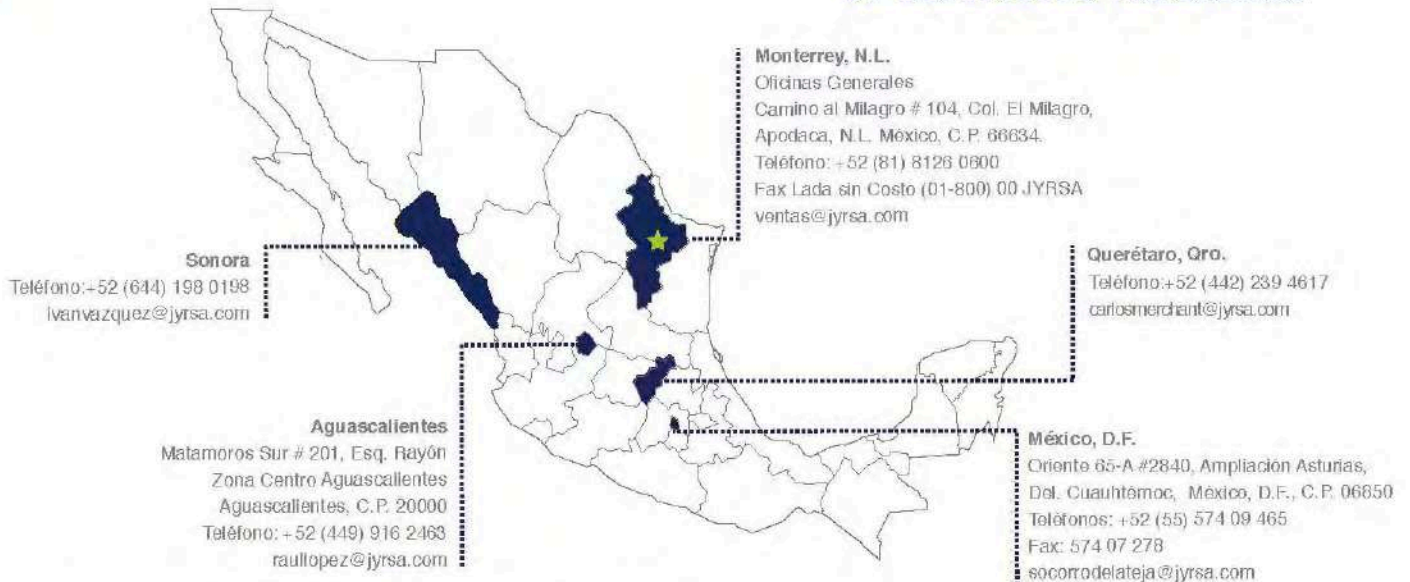 Monterrey, N.L.
Oficinas Generales
Camino al Milagro # 104, Col. El Milagro,
Apodaca, N.L. México, C.P. 66634.
Teléfono: +52 (81) 8126 0600
Fax Lada sin Costo (01-800) 00 JYRSA
ventas@jyrsa.com
Sonora
Teléfono:+52 (644) 198 0198
ivanvazquez@jyrsa.com
Querétaro, Qro.
Teléfono:+52 (442) 239 4617
carlosmerchant@jyrsa.com
Aguascalientes
Matamoros Sur # 201, Esq. Rayón
Zona Centro Aguascalientes
Aguascalientes, C.P. 20000
Teléfono: +52 (449) 916 2463
raullopez@jyrsa.com
México, D.F.
Oriente 65-A #2840, Ampliación Asturias,
Del. Cuauhtémoc, México, D.F., C.P. 06850
Teléfonos: +52 (55) 574 09 465
Fax: 574 07 278
socorrodelateja@jyrsa.com